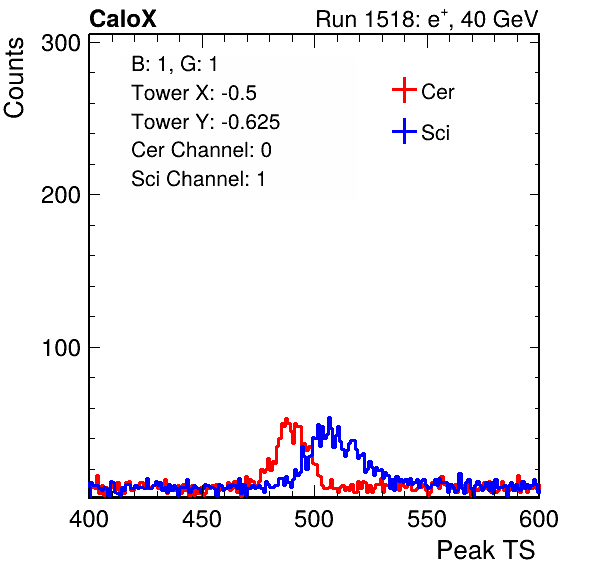 CaloX
Run 1518: e+, 40 GeV
Counts
300
200
100
B: 1, G: 1
Tower X: -0.5
Tower Y: -0.625
Cer Channel: 0
Sci Channel: 1
Cer
Sci
400 450 500 550 600
Peak TS